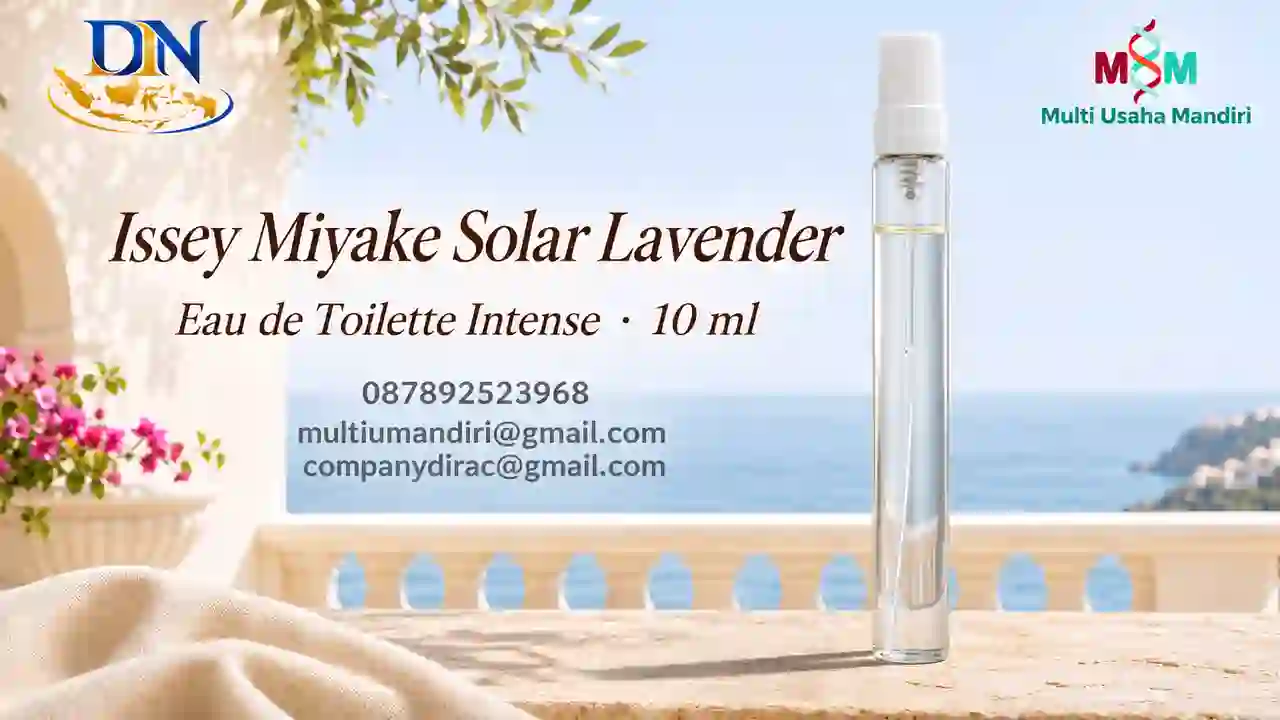 DN
MSM
Multi Usaha Mandiri
Issey Miyake Solar Lavender
Eau de Toilette Intense · 10 ml
087892523968
multiumandiri@gmail.com
companydirac@gmail.com